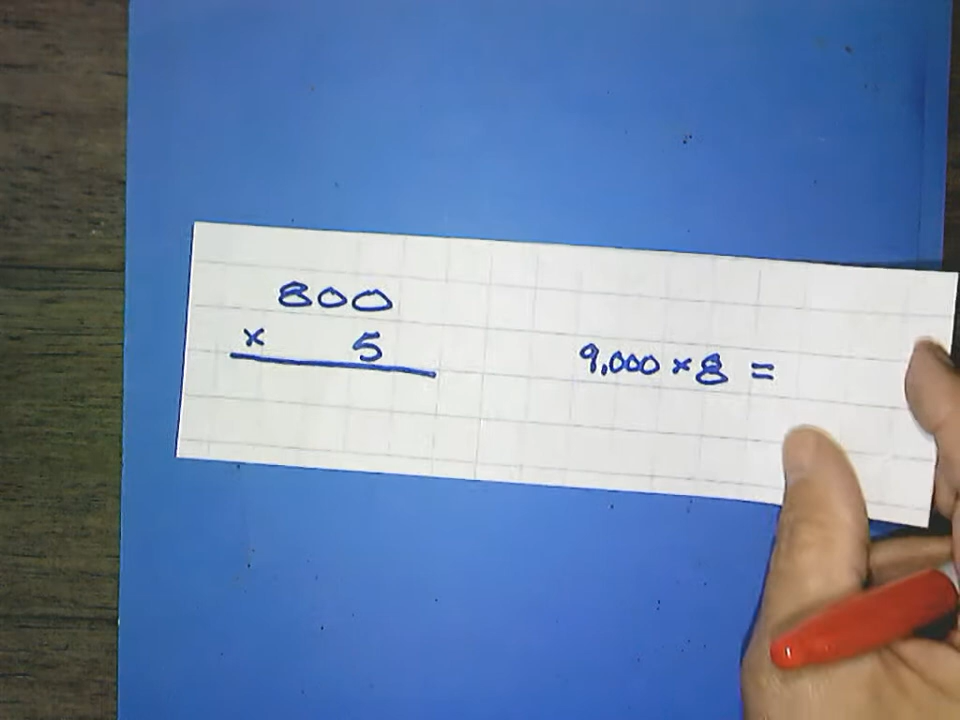 800
× 5
9,000 × 8 =